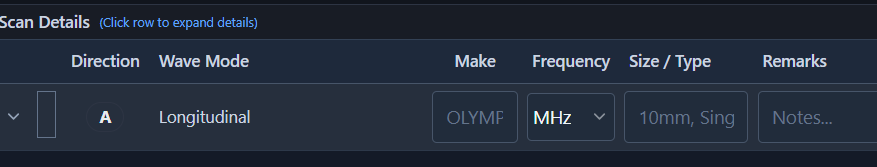 Scan Details (Click row to expand details)
Direction Wave Mode Make Frequency Size / Type Remarks
A Longitudinal OLYMP MHz 10mm, Sing Notes...